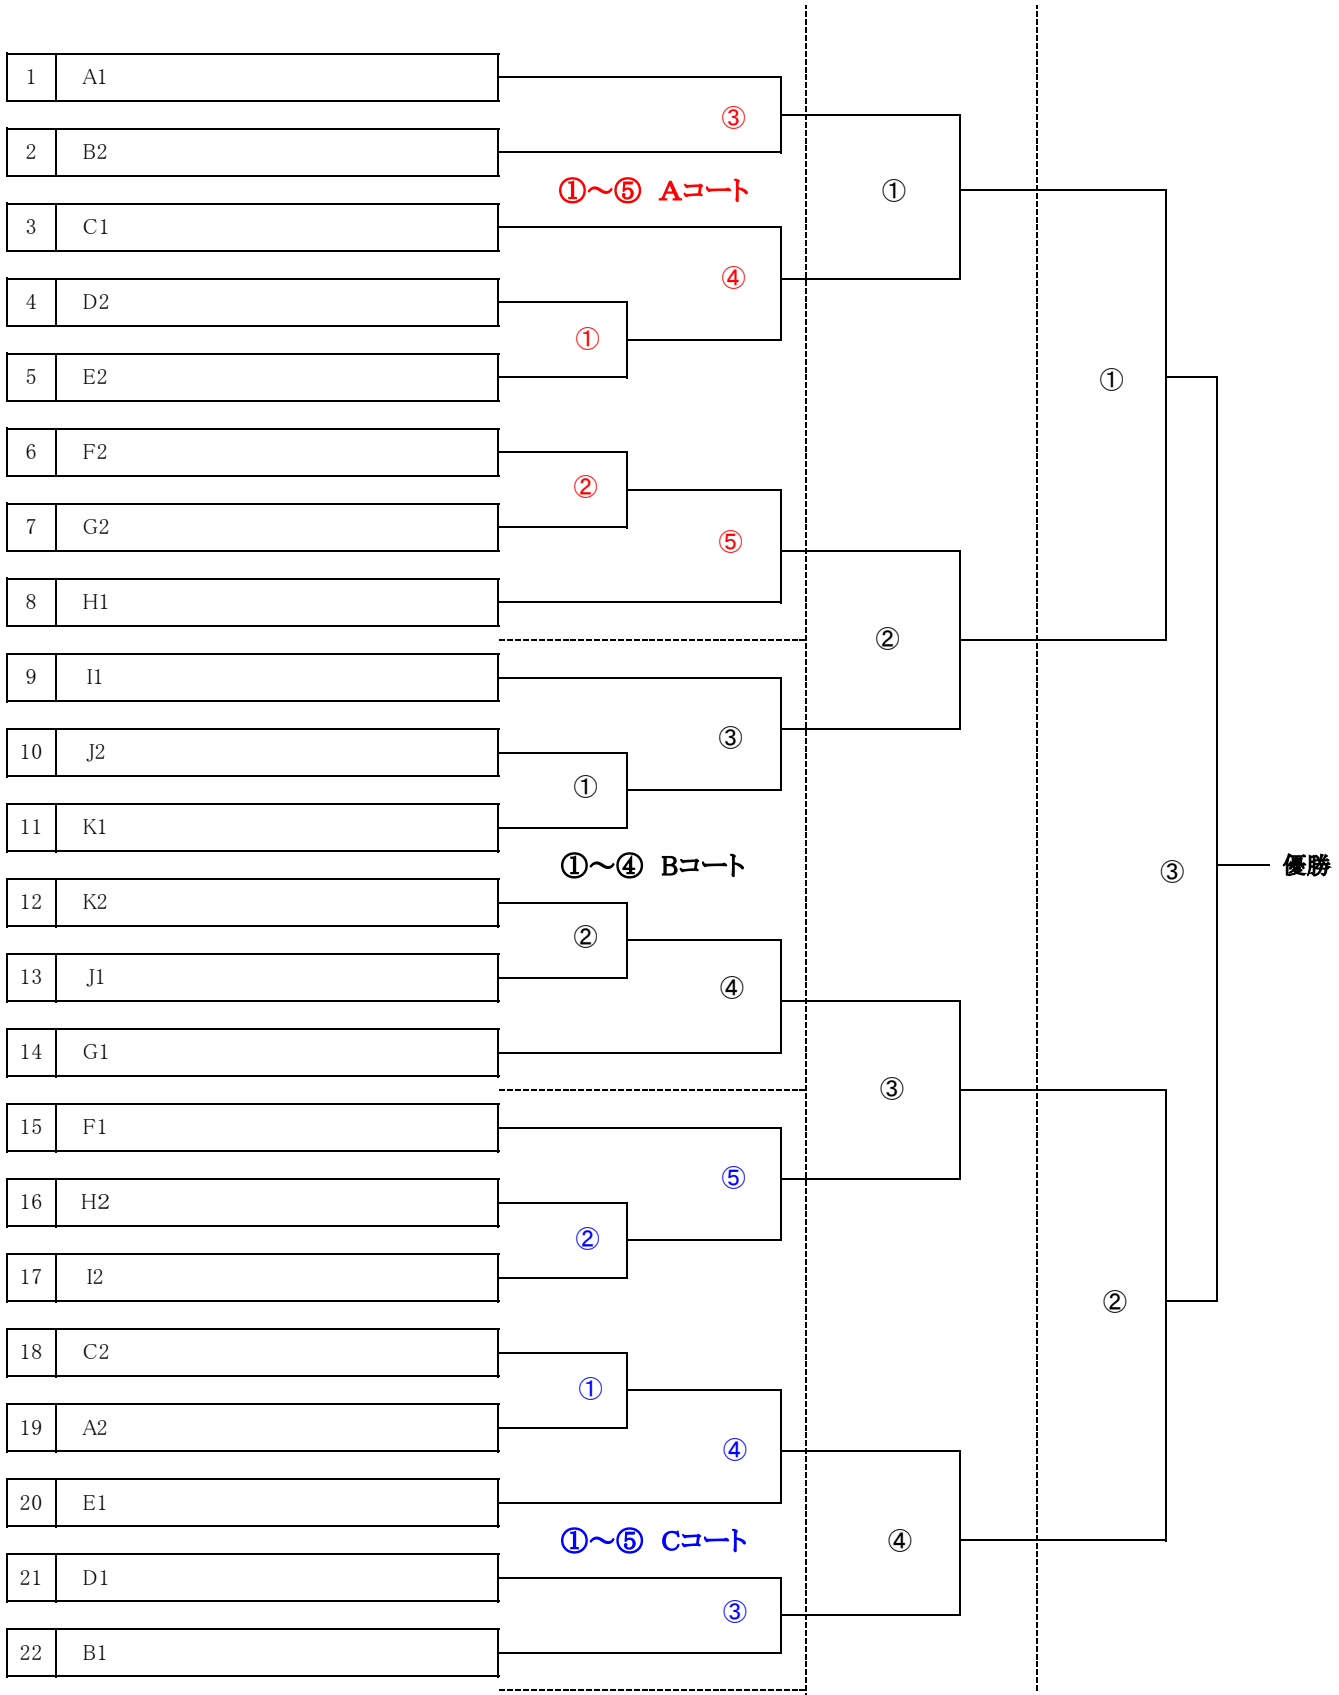 1 A1
③
2 B2
①～⑤ Aコート
①
3 C1
④
4 D2
①
5 E2
①
6 F2
②
7 G2
⑤
8 H1
②
9 I1
③
10 J2
①
11 K1
①～④ Bコート
③ 優勝
12 K2
②
13 J1
④
14 G1
③
15 F1
⑤
16 H2
②
17 I2
②
18 C2
①
19 A2
④
20 E1
①～⑤ Cコート
④
21 D1
③
22 B1